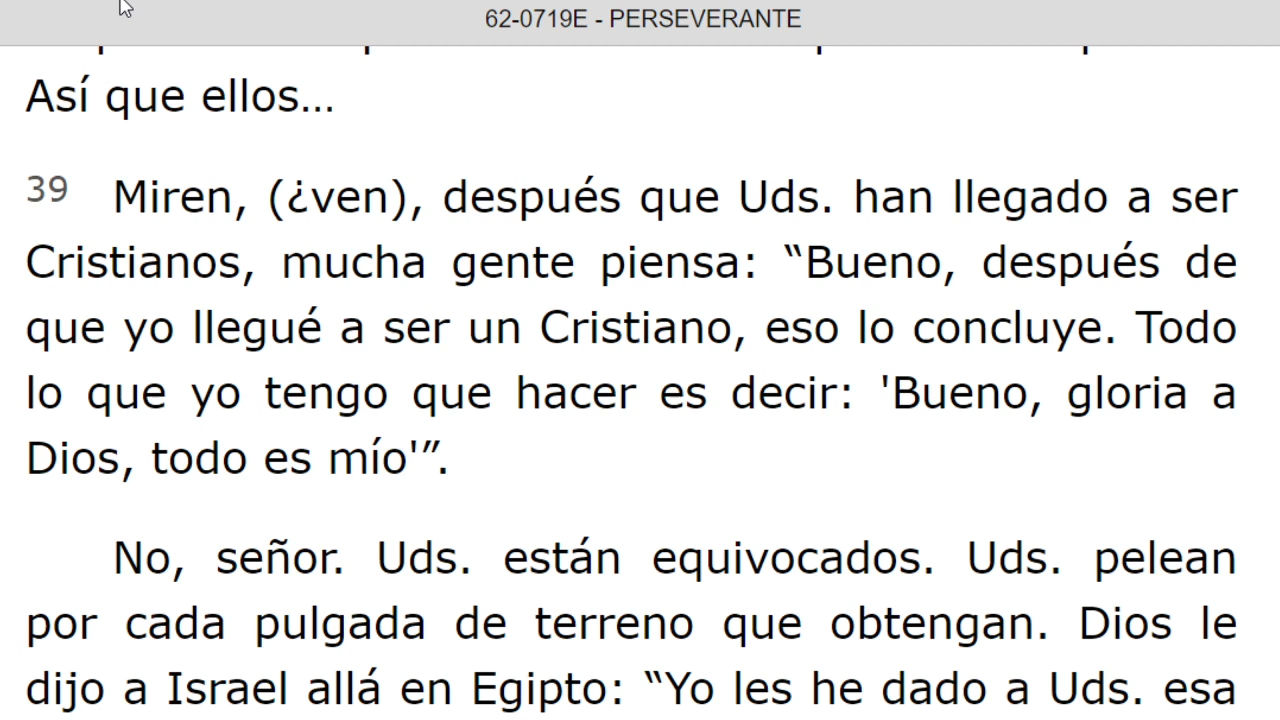 62-0719E - PERSEVERANTE
Así que ellos...
39 Miren, (¿ven), después que Uds. han llegado a ser
Cristianos, mucha gente piensa: “Bueno, después de
que yo llegué a ser un Cristiano, eso lo concluye. Todo
lo que yo tengo que hacer es decir: 'Bueno, gloria a
Dios, todo es mío'”.
No, señor. Uds. están equivocados. Uds. pelean
por cada pulgada de terreno que obtengan. Dios le
dijo a Israel allá en Egipto: “Yo les he dado a Uds. esa